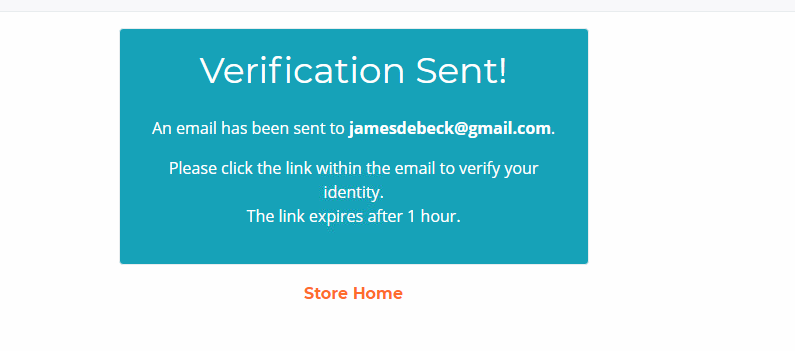 Verification Sent!
An email has been sent to jamesdebeck@gmail.com.
Please click the link within the email to verify your
identity.
The link expires after 1 hour.
Store Home